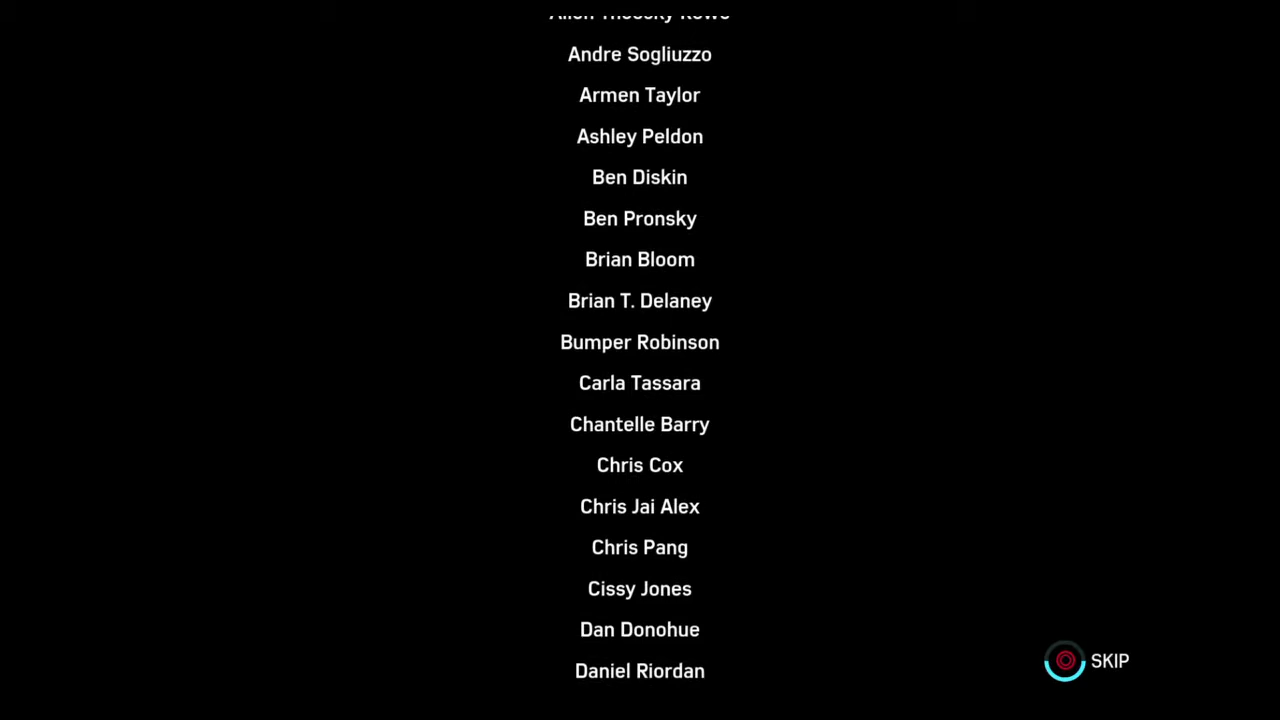 Andre Sogliuzzo
Armen Taylor
Ashley Peldon
Ben Diskin
Ben Pronsky
Brian Bloom
Brian T. Delaney
Bumper Robinson
Carla Tassara
Chantelle Barry
Chris Cox
Chris Jai Alex
Chris Pang
Cissy Jones
Dan Donohue
Daniel Riordan
SKIP